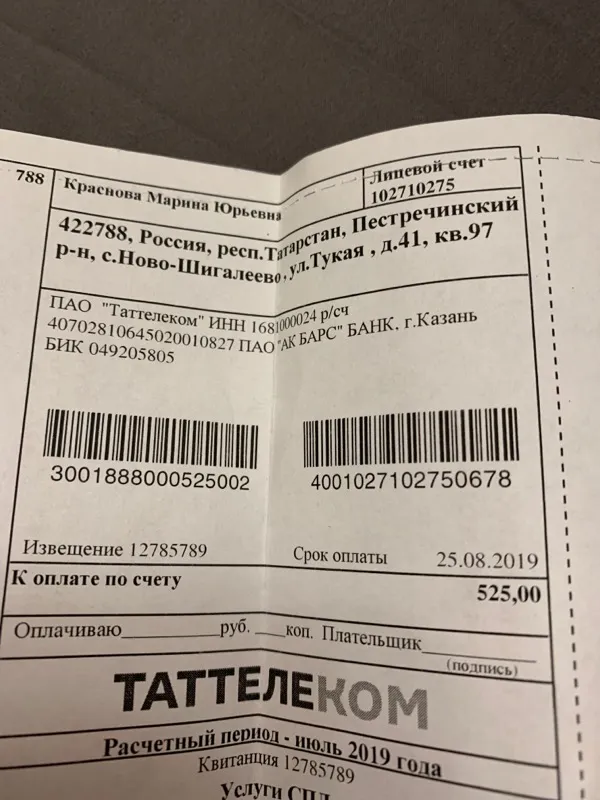 788
Краснова Марина Юрьевна
Лицевой счет
102710275
422788, Россия, респ.Татарстан, Пестречинский
р-н, с.Ново-Шигалеево, ул.Тукая , д.41, кв.97
ПАО "Таттелеком" ИНН 1681000024 р/сч
40702810645020010827 ПАО "АК БАРС" БАНК. г.Казань
БИК 049205805
3001888000525002
4001027102750678
Извещение 12785789
Срок оплаты 25.08.2019
К оплате по счету 525,00
Оплачиваю__________руб. ___коп. Плательщик__________
(подпись)
ТАТТЕЛЕКОМ
Расчетный период - июль 2019 года
Квитанция 12785789
Услуги СПД